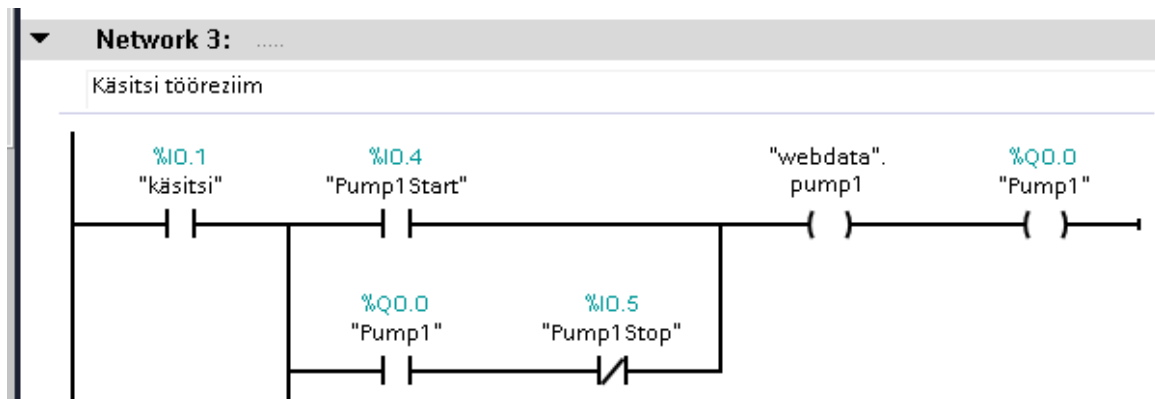 Network 3: .....
Käsitsi tööreziim
%I0.1 %I0.4 "webdata". %Q0.0
"käsitsi" "Pump1Start" pump1 "Pump1"
%Q0.0 %I0.5
"Pump1" "Pump1Stop"